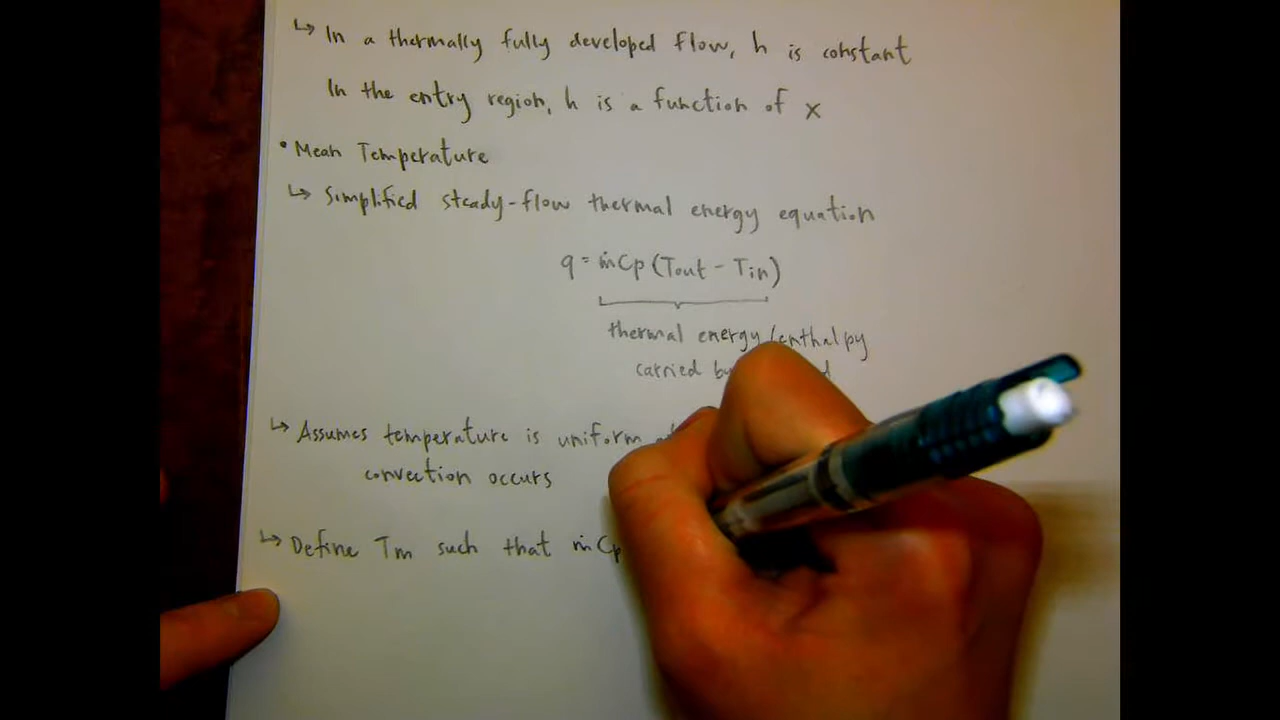 ↳ In a thermally fully developed flow, h is constant
In the entry region, h is a function of x
• Mean Temperature
↳ Simplified steady-flow thermal energy equation
q = ṁCp (Tout - Tin)
thermal energy/enthalpy
carried by
↳ Assumes temperature is uniform
convection occurs
↳ Define Tm such that ṁCp